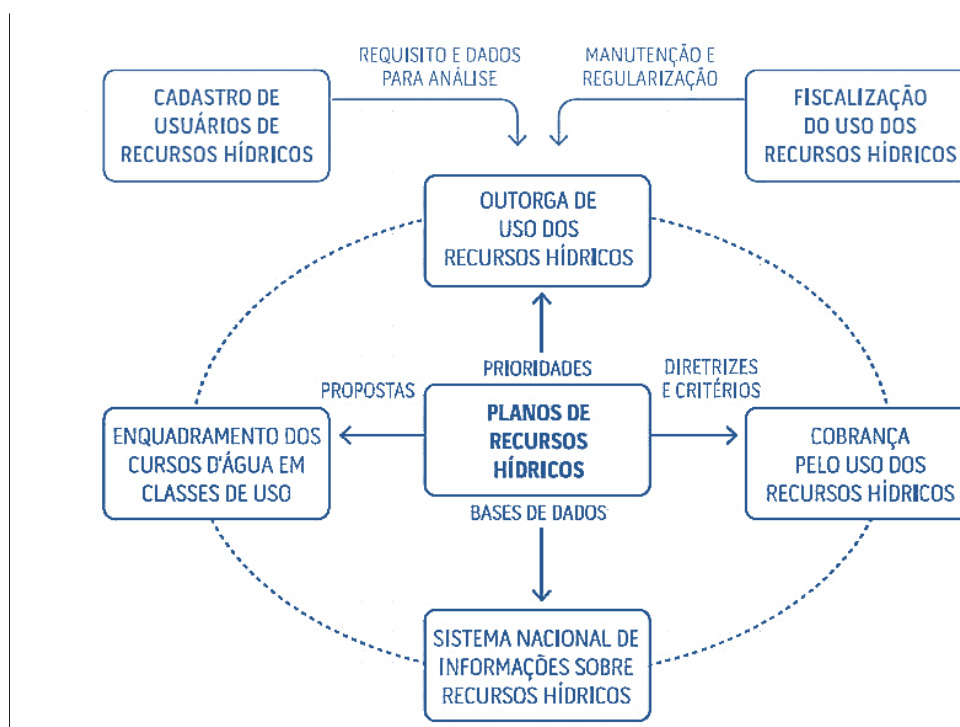 REQUISITO E DADOS
PARA ANÁLISE
MANUTENÇÃO E
REGULARIZAÇÃO
CADASTRO DE
USUÁRIOS DE
RECURSOS HÍDRICOS
FISCALIZAÇÃO
DO USO DOS
RECURSOS HÍDRICOS
OUTORGA DE
USO DOS
RECURSOS HÍDRICOS
PRIORIDADES
PROPOSTAS
DIRETRIZES
E CRITÉRIOS
ENQUADRAMENTO DOS
CURSOS D'ÁGUA EM
CLASSES DE USO
PLANOS DE
RECURSOS
HÍDRICOS
COBRANÇA
PELO USO DOS
RECURSOS HÍDRICOS
BASES DE DADOS
SISTEMA NACIONAL DE
INFORMAÇÕES SOBRE
RECURSOS HÍDRICOS